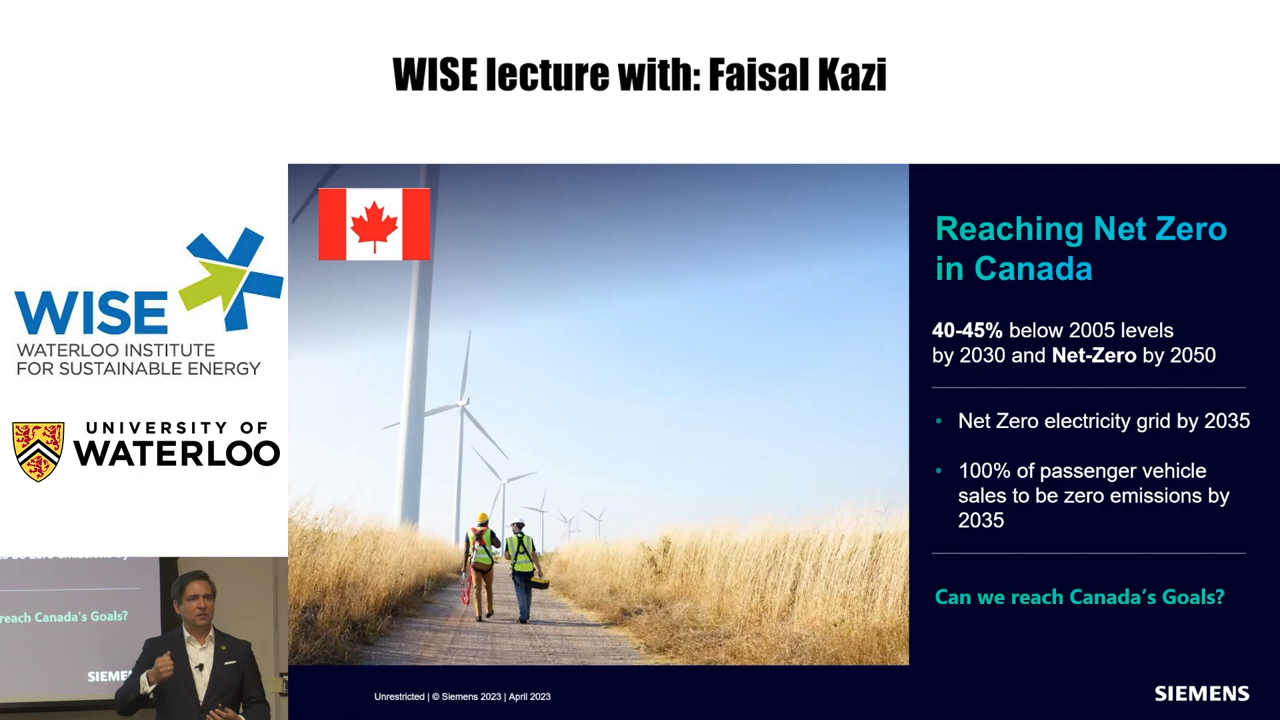 WISE lecture with: Faisal Kazi
WISE
WATERLOO INSTITUTE
FOR SUSTAINABLE ENERGY
UNIVERSITY OF
WATERLOO
Reaching Net Zero
in Canada
40-45% below 2005 levels
by 2030 and Net-Zero by 2050
• Net Zero electricity grid by 2035
• 100% of passenger vehicle
sales to be zero emissions by
2035
Can we reach Canada's Goals?
Unrestricted | © Siemens 2023 | April 2023
SIEMENS
reach Canada's Goals?
SIEME